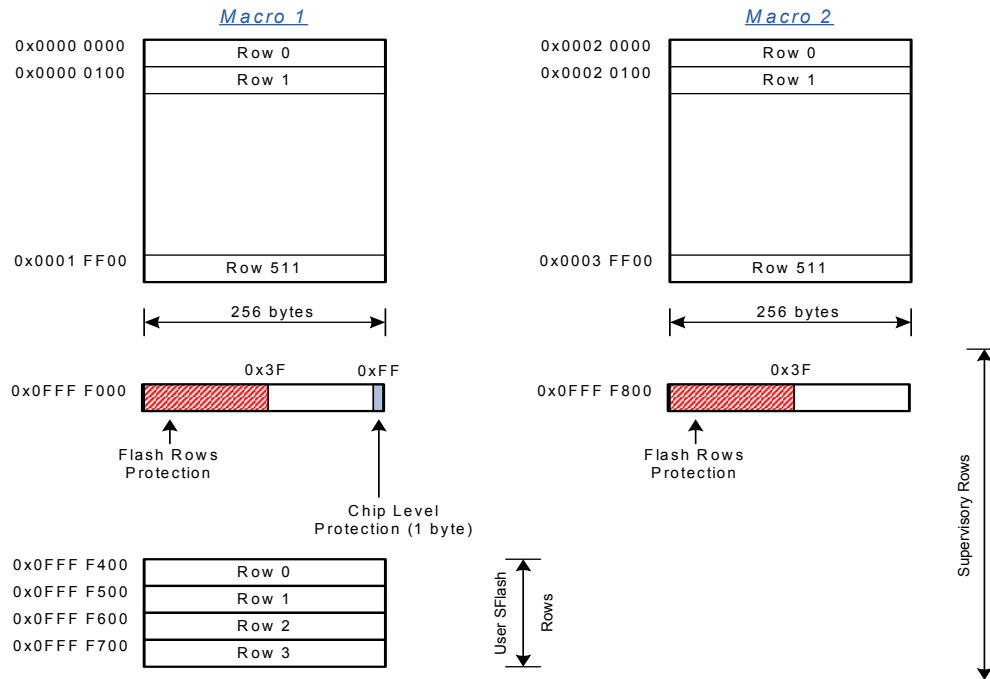 Macro 1
0x0000 0000
Row 0
0x0000 0100
Row 1
0x0001 FF00
Row 511
256 bytes
0x3F
0xFF
0x0FFF F000
Flash Rows
Protection
Chip Level
Protection (1 byte)
0x0FFF F400
Row 0
0x0FFF F500
Row 1
0x0FFF F600
Row 2
0x0FFF F700
Row 3
User SFlash
Rows
Macro 2
0x0002 0000
Row 0
0x0002 0100
Row 1
0x0003 FF00
Row 511
256 bytes
0x3F
0x0FFF F800
Flash Rows
Protection
Supervisory Rows